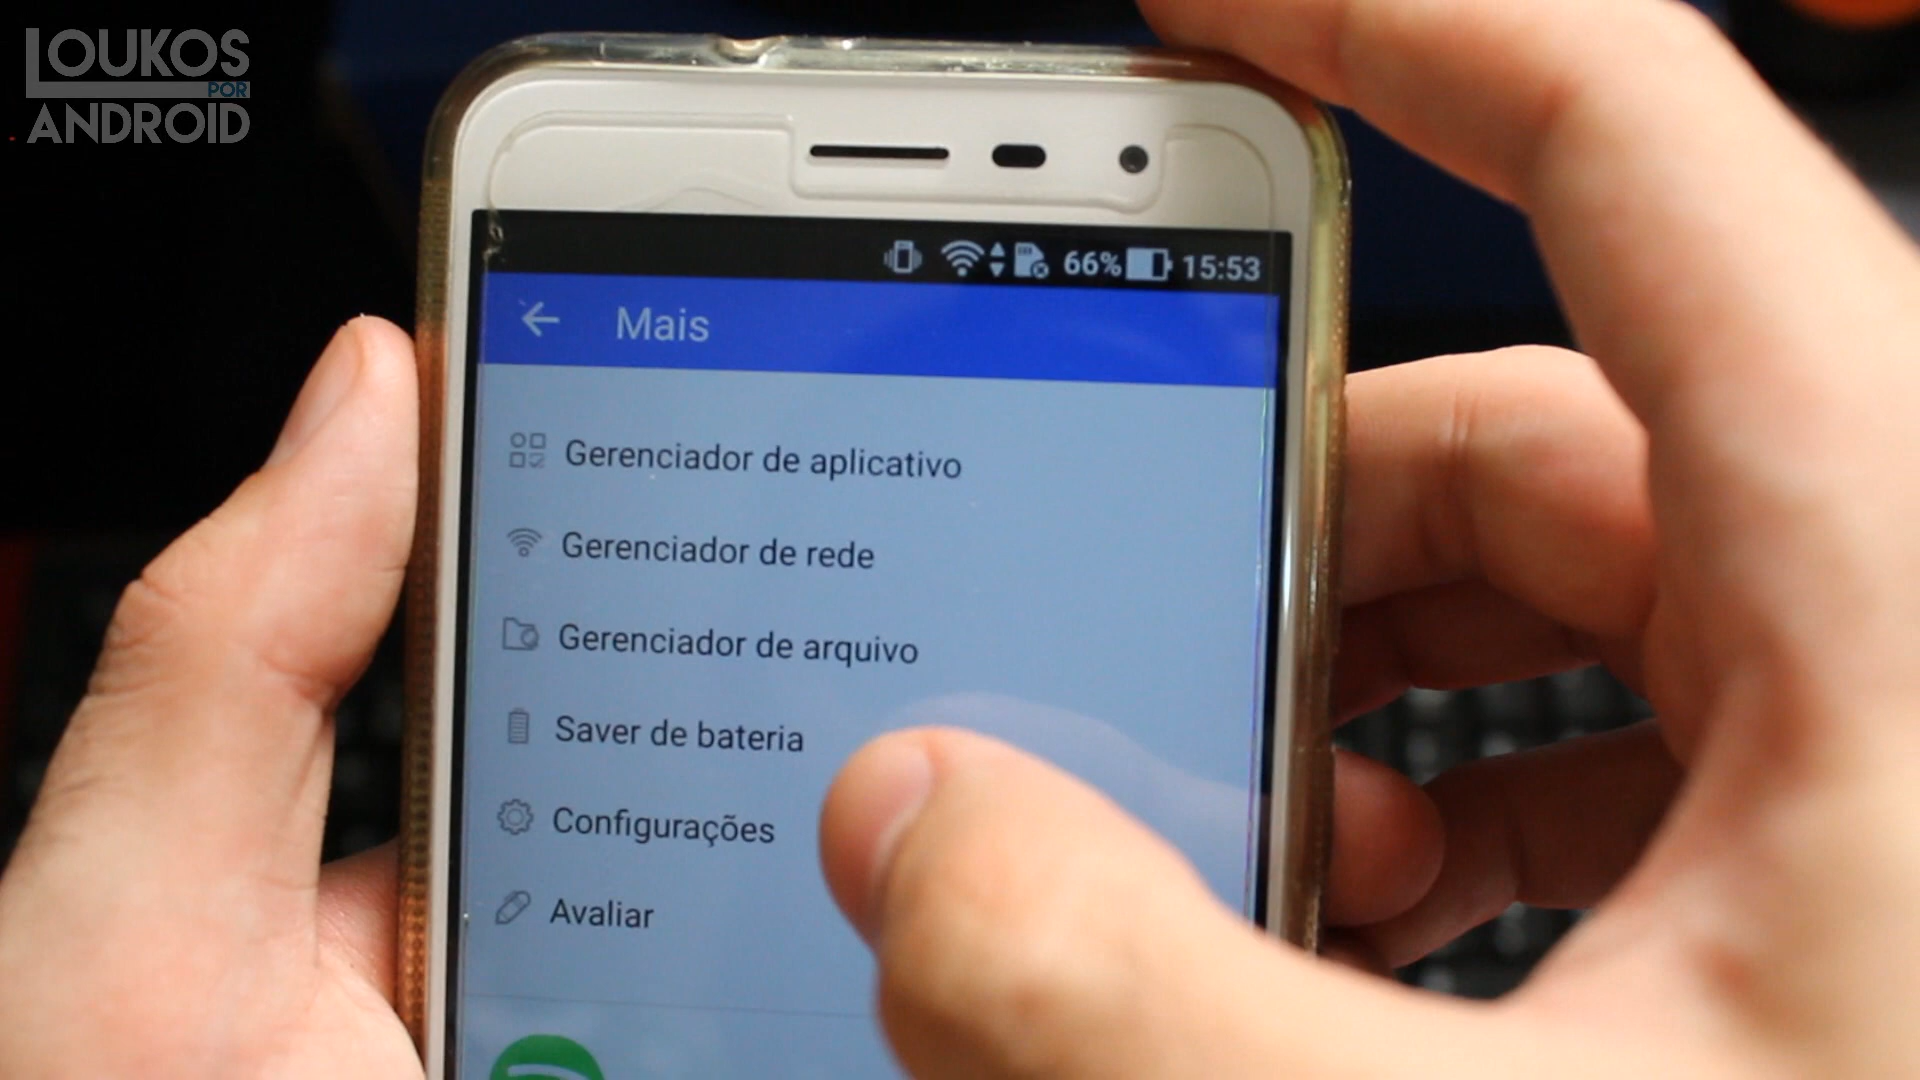 LOUKOS
POR
ANDROID
66% 15:53
Mais
Gerenciador de aplicativo
Gerenciador de rede
Gerenciador de arquivo
Saver de bateria
Configurações
Avaliar